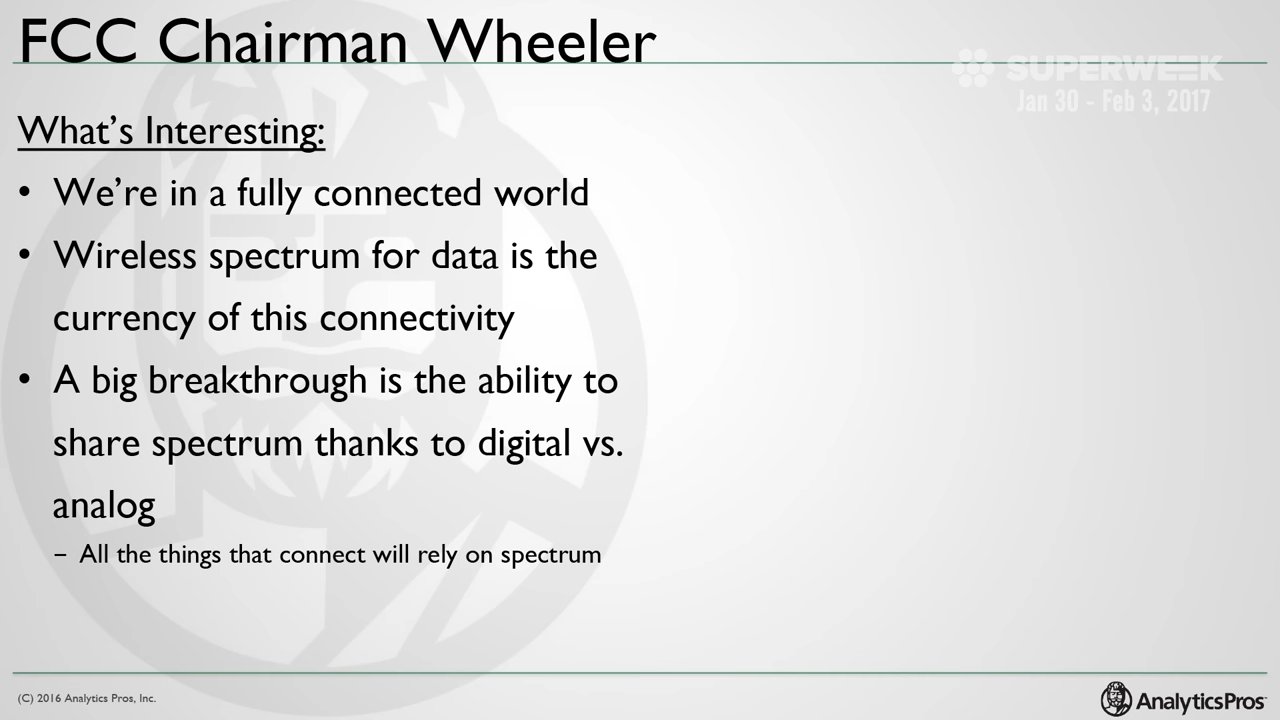 FCC Chairman Wheeler
SUPERWEEK
Jan 30 - Feb 3, 2017
What's Interesting:
• We're in a fully connected world
• Wireless spectrum for data is the
currency of this connectivity
• A big breakthrough is the ability to
share spectrum thanks to digital vs.
analog
– All the things that connect will rely on spectrum
(C) 2016 Analytics Pros, Inc.
AnalyticsPros